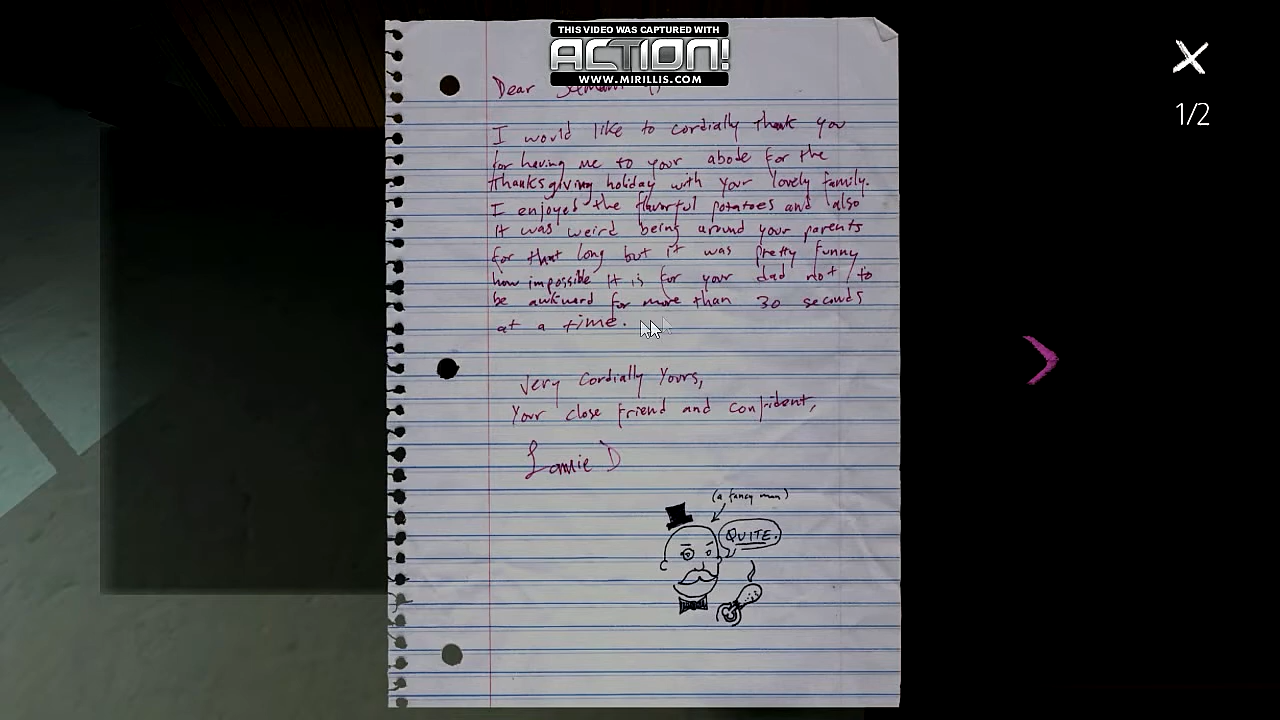 THIS VIDEO WAS CAPTURED WITH
ACTION!
WWW.MIRILLIS.COM
1/2
Dear
I would like to cordially thank you
for having me to your abode for the
thanksgiving holiday with your lovely family.
I enjoyed the flavorful potatoes and also
it was weird being around your parents
for that long but it was pretty funny
how impossible it is for your dad not to
be awkward for more than 30 seconds
at a time.
Very Cordially Yours,
Your close friend and confident,
Lonnie D
(a fancy man)
QUITE.